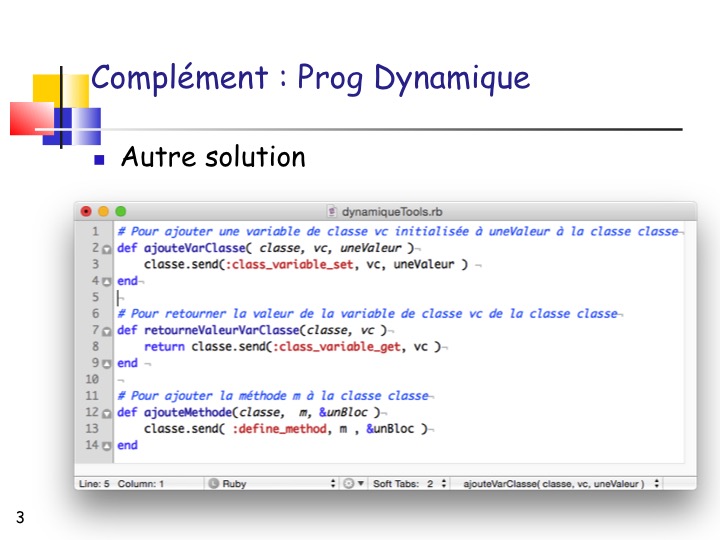 Complément : Prog Dynamique
Autre solution
dynamiqueTools.rb
1 # Pour ajouter une variable de classe vc initialisée à uneValeur à la classe classe¬
2 def ajouteVarClasse( classe, vc, uneValeur )¬
3 classe.send(:class_variable_set, vc, uneValeur ) ¬
4 end¬
5 ¬
6 # Pour retourner la valeur de la variable de classe vc de la classe classe¬
7 def retourneValeurVarClasse(classe, vc )¬
8 return classe.send(:class_variable_get, vc )¬
9 end ¬
10 ¬
11 # Pour ajouter la méthode m à la classe classe¬
12 def ajouteMethode(classe, m, &unBloc )¬
13 classe.send( :define_method, m , &unBloc )¬
14 end
Line: 5 Column: 1 Ruby Soft Tabs: 2 ajouteVarClasse( classe, vc, uneValeur )
3